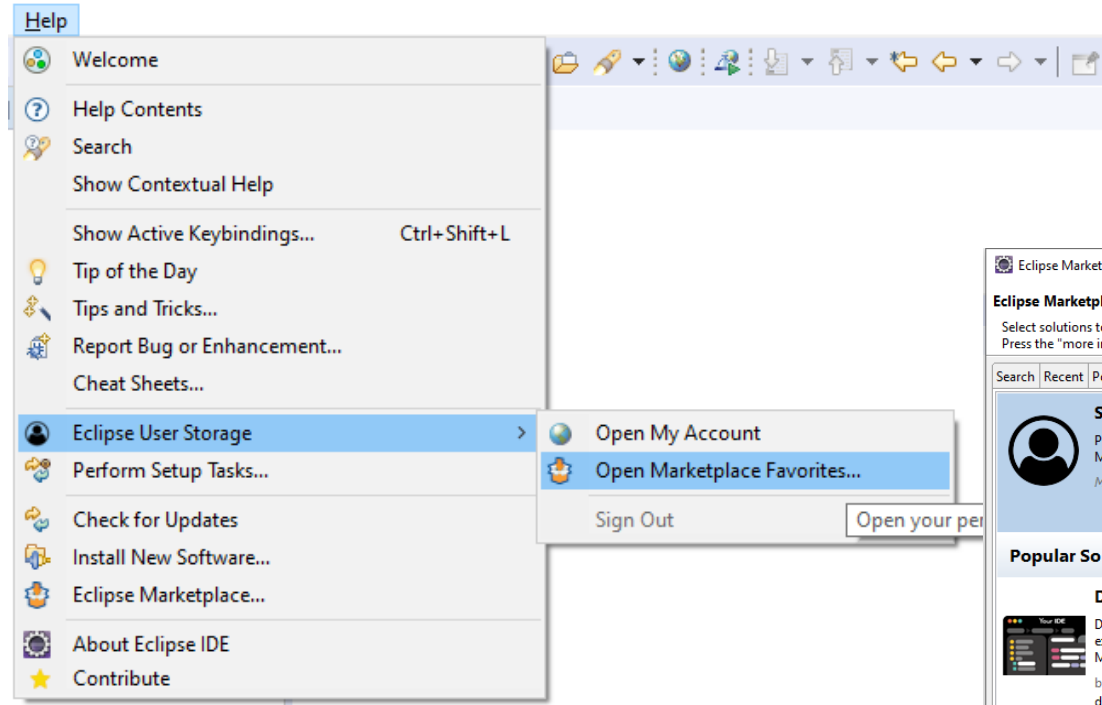 Help
Welcome
Help Contents
Search
Show Contextual Help
Show Active Keybindings... Ctrl+Shift+L
Tip of the Day
Tips and Tricks...
Report Bug or Enhancement...
Cheat Sheets...
Eclipse User Storage
Perform Setup Tasks...
Check for Updates
Install New Software...
Eclipse Marketplace...
About Eclipse IDE
Contribute
Open My Account
Open Marketplace Favorites...
Sign Out
Open your per
Eclipse Market
Eclipse Marketpl
Select solutions t
Press the "more i
Search Recent P
S
P
M
M
Popular So
D
Your IDE
D
e
M
b
d